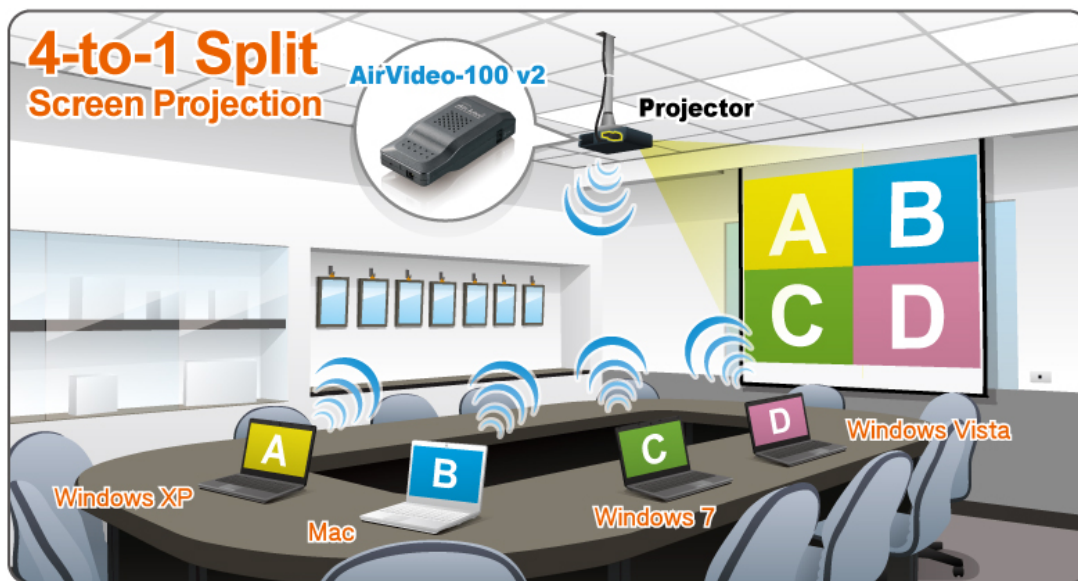 4-to-1 Split
Screen Projection
AirVideo-100 v2
Projector
A
B
C
D
A
B
C
D
Windows XP
Mac
Windows 7
Windows Vista